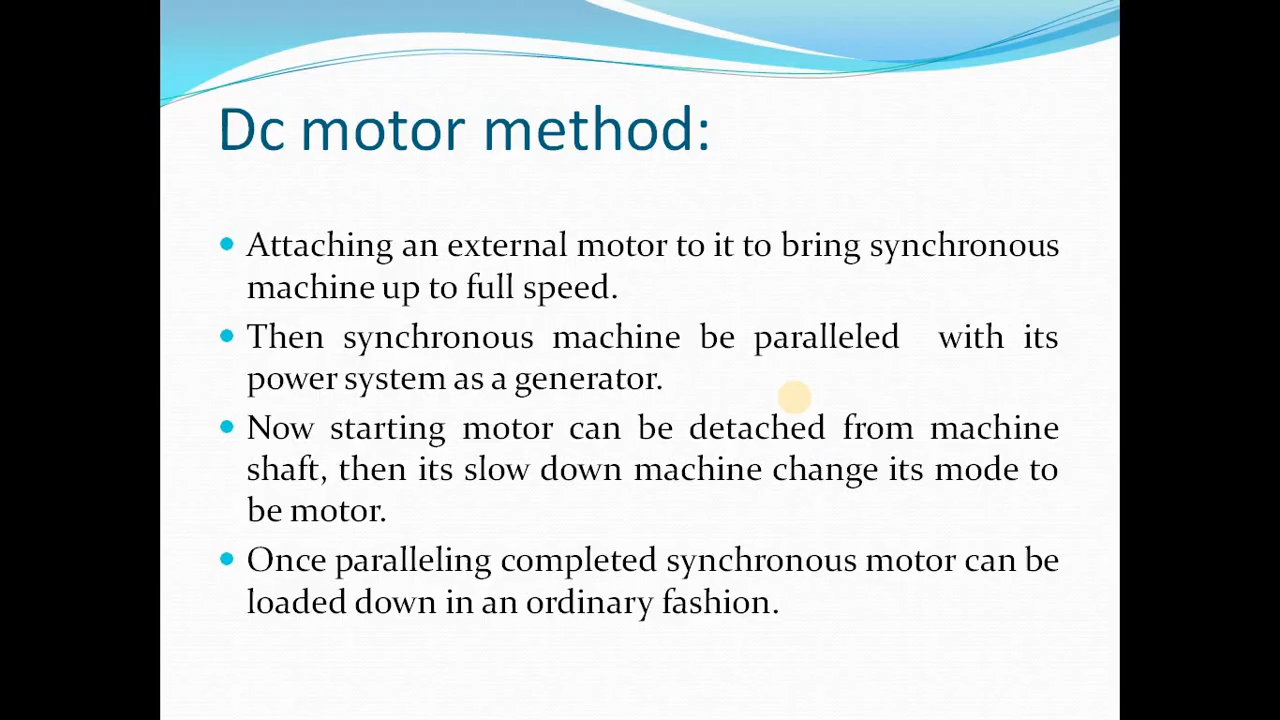 Dc motor method:
• Attaching an external motor to it to bring synchronous
machine up to full speed.
• Then synchronous machine be paralleled with its
power system as a generator.
• Now starting motor can be detached from machine
shaft, then its slow down machine change its mode to
be motor.
• Once paralleling completed synchronous motor can be
loaded down in an ordinary fashion.